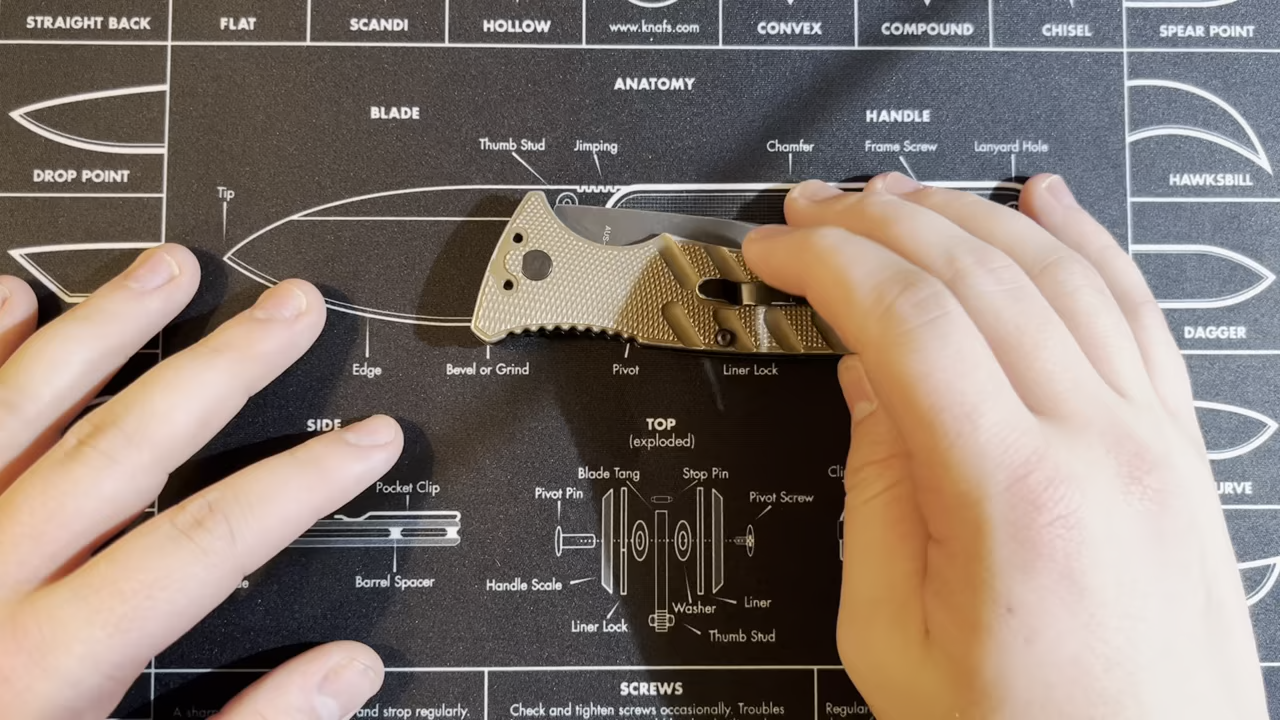 STRAIGHT BACK
FLAT
SCANDI
HOLLOW
www.knafs.com
CONVEX
COMPOUND
CHISEL
SPEAR POINT
ANATOMY
BLADE
HANDLE
Thumb Stud
Jimping
Chamfer
Frame Screw
Lanyard Hole
DROP POINT
HAWKSBILL
Tip
AUS-
Edge
Bevel or Grind
Pivot
Liner Lock
DAGGER
SIDE
TOP
(exploded)
Blade Tang
Stop Pin
Pocket Clip
Pivot Pin
Pivot Screw
Barrel Spacer
Handle Scale
Washer
Liner
Liner Lock
Thumb Stud
SCREWS
and strop regularly.
Check and tighten screws occasionally. Troubles
Regular